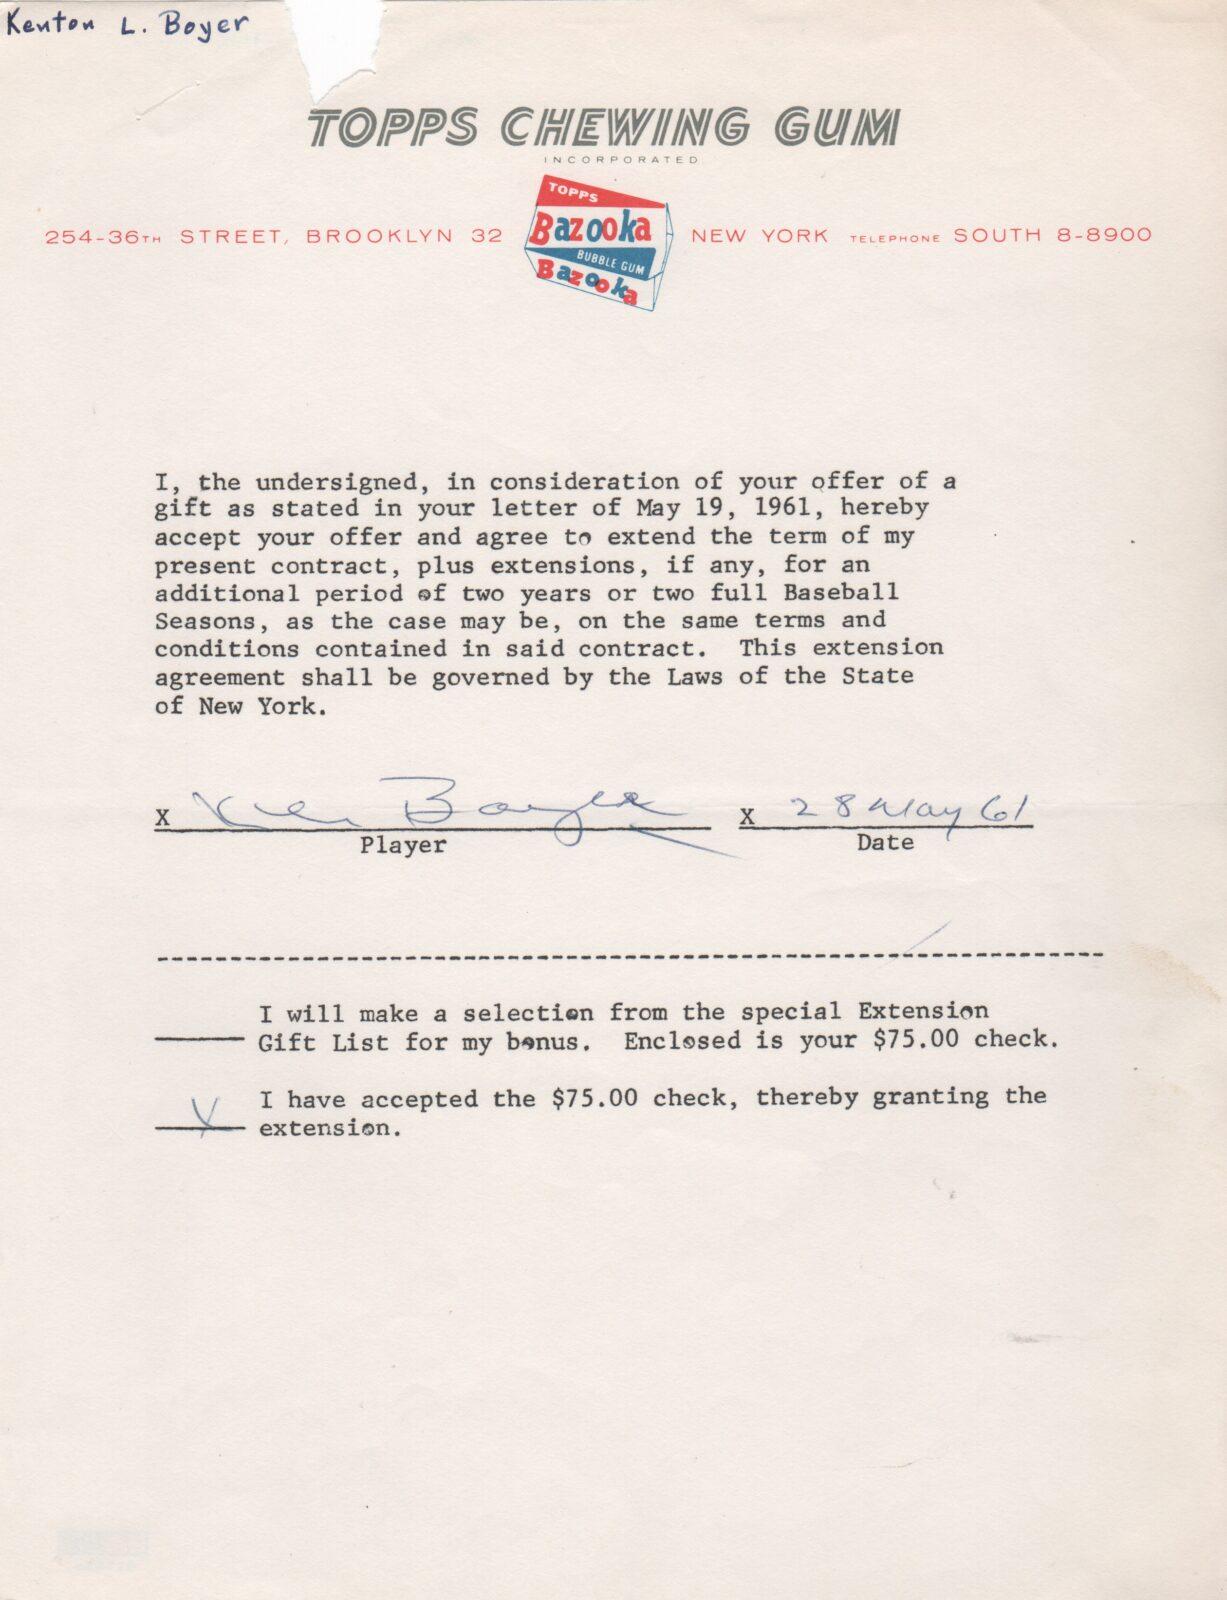 Kenton L. Boyer
TOPPS CHEWING GUM
INCORPORATED
254-36TH STREET, BROOKLYN 32
TOPPS
Bazooka
BUBBLE GUM
Bazooka
NEW YORK TELEPHONE SOUTH 8-8900
I, the undersigned, in consideration of your offer of a
gift as stated in your letter of May 19, 1961, hereby
accept your offer and agree to extend the term of my
present contract, plus extensions, if any, for an
additional period of two years or two full Baseball
Seasons, as the case may be, on the same terms and
conditions contained in said contract. This extension
agreement shall be governed by the Laws of the State
of New York.
X Ken Boyer X 28 May 61
Player Date
I will make a selection from the special Extension
Gift List for my bonus. Enclosed is your $75.00 check.
X I have accepted the $75.00 check, thereby granting the
extension.